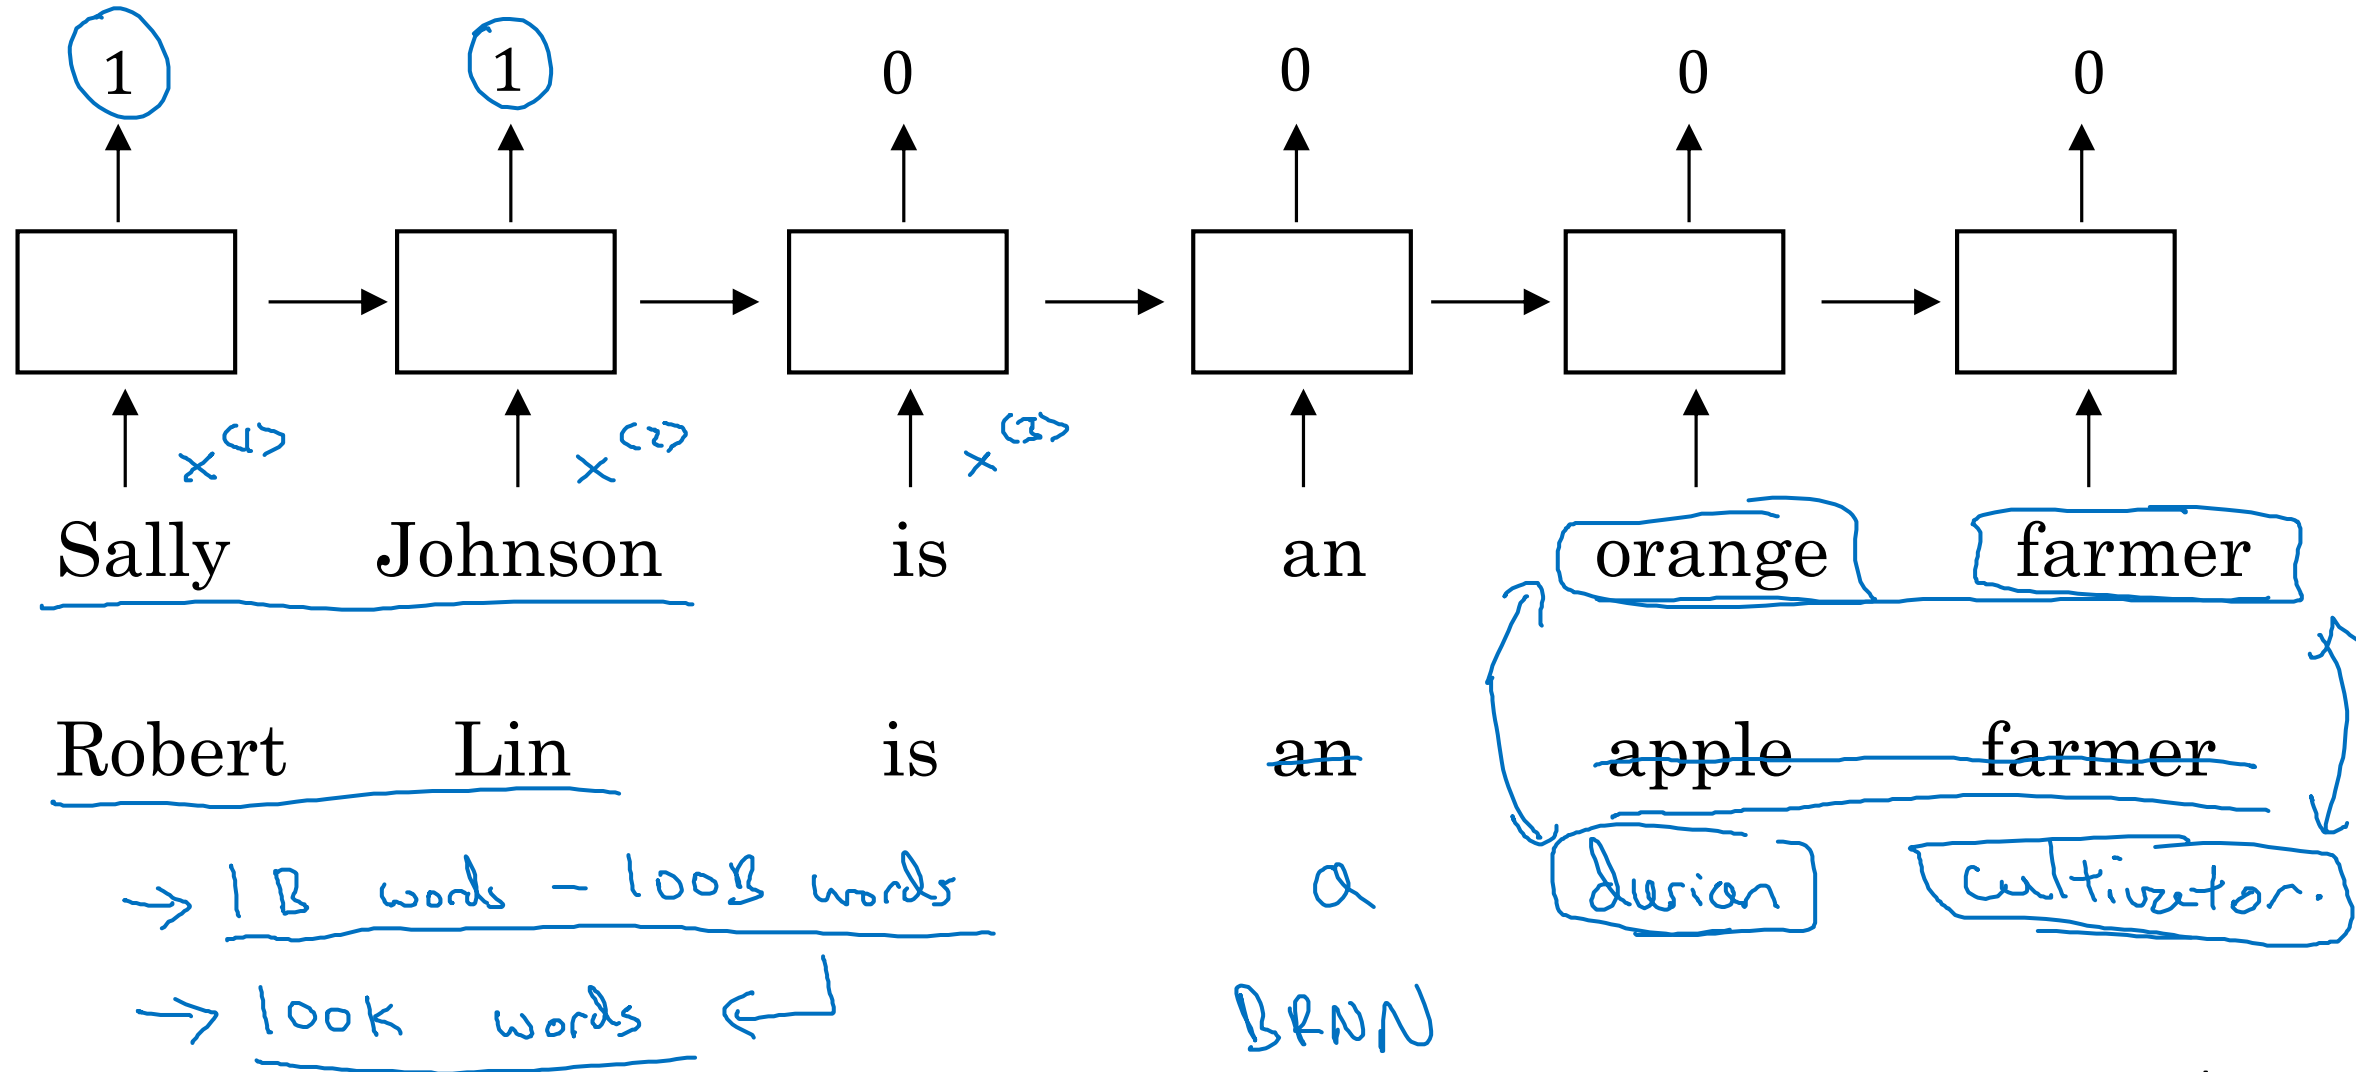 1 1 0 0 0 0
x<1> x<2> x<3>
Sally Johnson is an orange farmer
Robert Lin is an apple farmer
→ 1B words - 100B words a durian cultivator.
→ 100k words BRNN